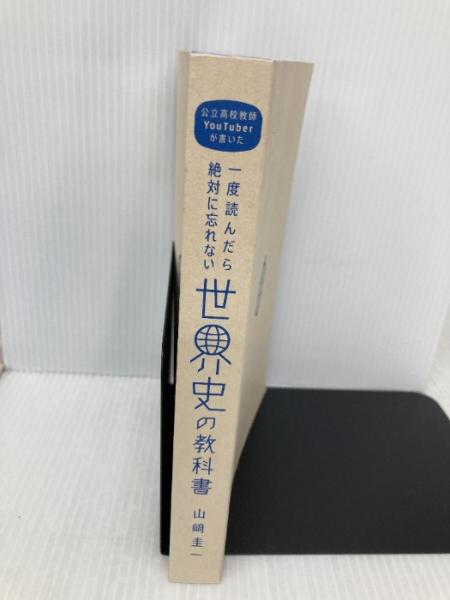 公立高校教師
YouTuber
が書いた
一度読んだら
絶対に忘れない
世界史の教科書
山﨑圭一